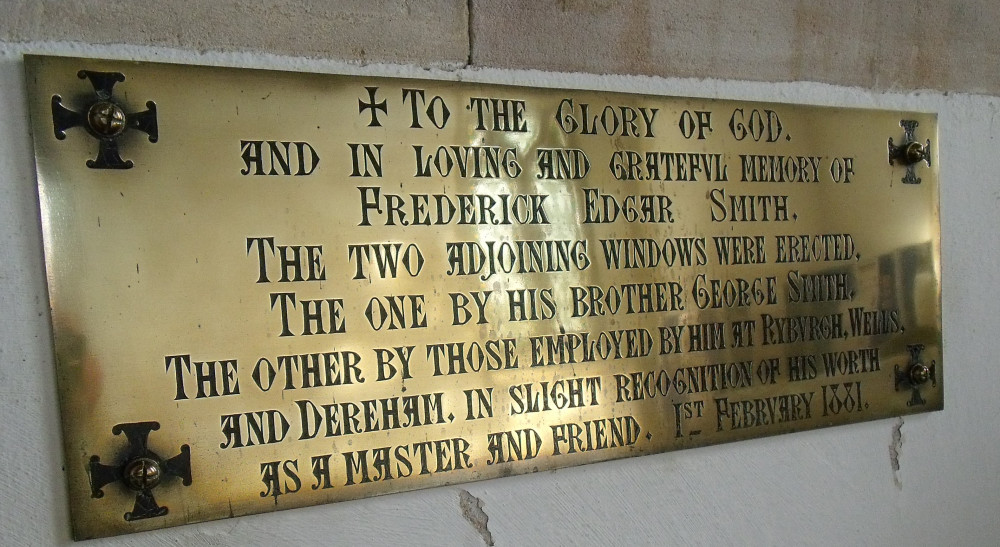 ✠ To the Glory of God.
and in loving and grateful memory of
Frederick Edgar Smith.
The two adjoining windows were erected.
The one by his brother George Smith.
The other by those employed by him at Rybvrgh, Wells,
and Dereham. in slight recognition of his worth
as a master and friend. 1st Febrvary 1881.